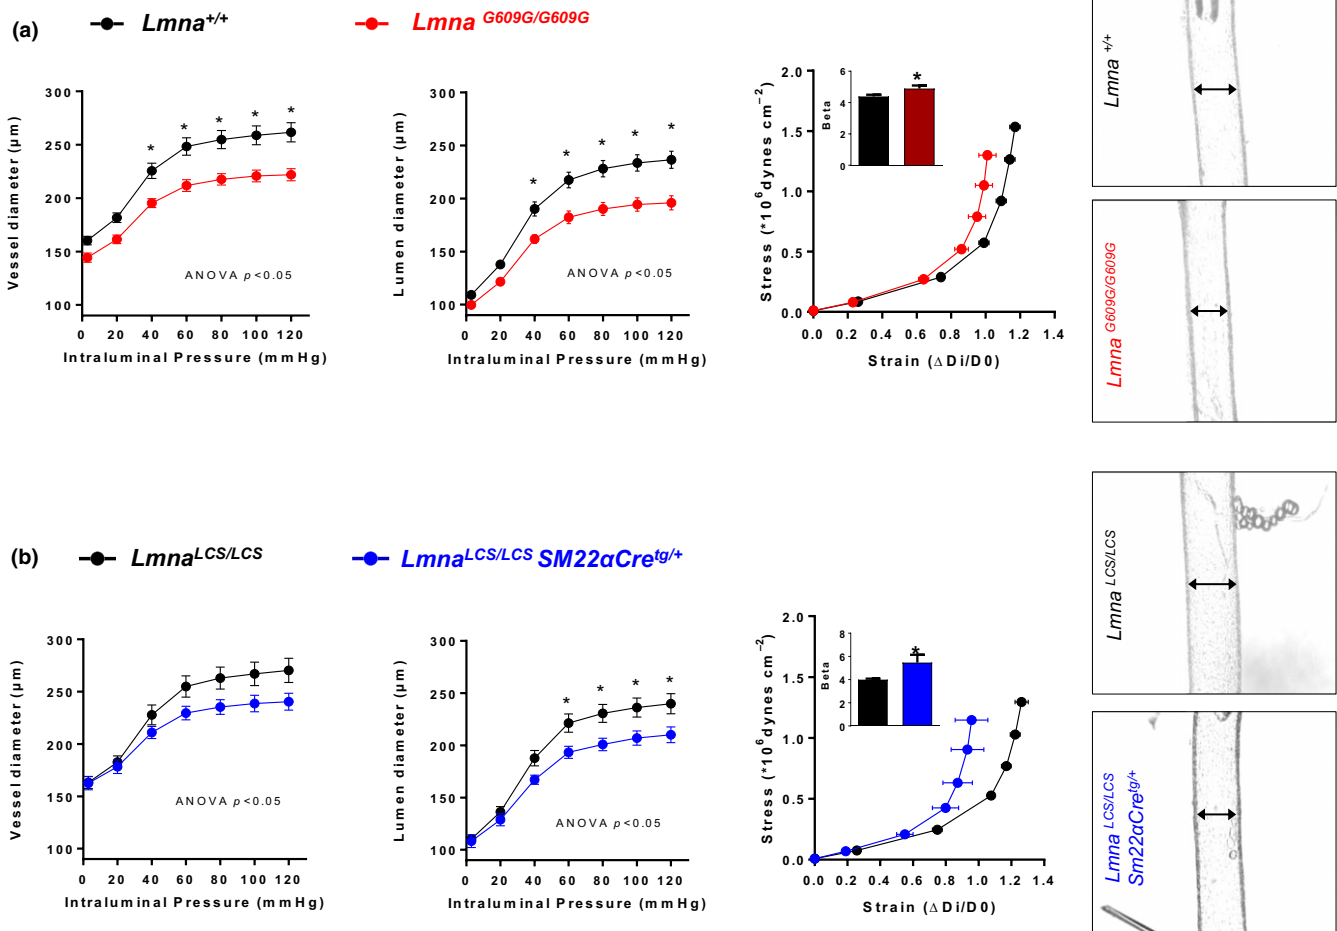 (a)
Lmna+/+
Lmna G609G/G609G
300
250
200
150
100
Vessel diameter (µm)
0 20 40 60 80 100 120
Intraluminal Pressure (mmHg)
* * * * *
ANOVA p<0.05
300
250
200
150
100
Lumen diameter (µm)
0 20 40 60 80 100 120
Intraluminal Pressure (mmHg)
* * * * *
ANOVA p<0.05
2.0
1.5
1.0
0.5
0.0
Stress (*10⁶dynes cm⁻²)
0.0 0.2 0.4 0.6 0.8 1.0 1.2 1.4
Strain (ΔDi/D0)
6
4
2
0
Beta
*
Lmna +/+
Lmna G609G/G609G
(b)
LmnaLCS/LCS
LmnaLCS/LCS SM22αCretg/+
300
250
200
150
100
Vessel diameter (µm)
0 20 40 60 80 100 120
Intraluminal Pressure (mmHg)
ANOVA p<0.05
300
250
200
150
100
Lumen diameter (µm)
0 20 40 60 80 100 120
Intraluminal Pressure (mmHg)
* * * *
ANOVA p<0.05
2.0
1.5
1.0
0.5
0.0
Stress (*10⁶dynes cm⁻²)
0.0 0.2 0.4 0.6 0.8 1.0 1.2 1.4
Strain (ΔDi/D0)
8
6
4
2
0
Beta
*
Lmna LCS/LCS
Lmna LCS/LCS
Sm22αCretg/+